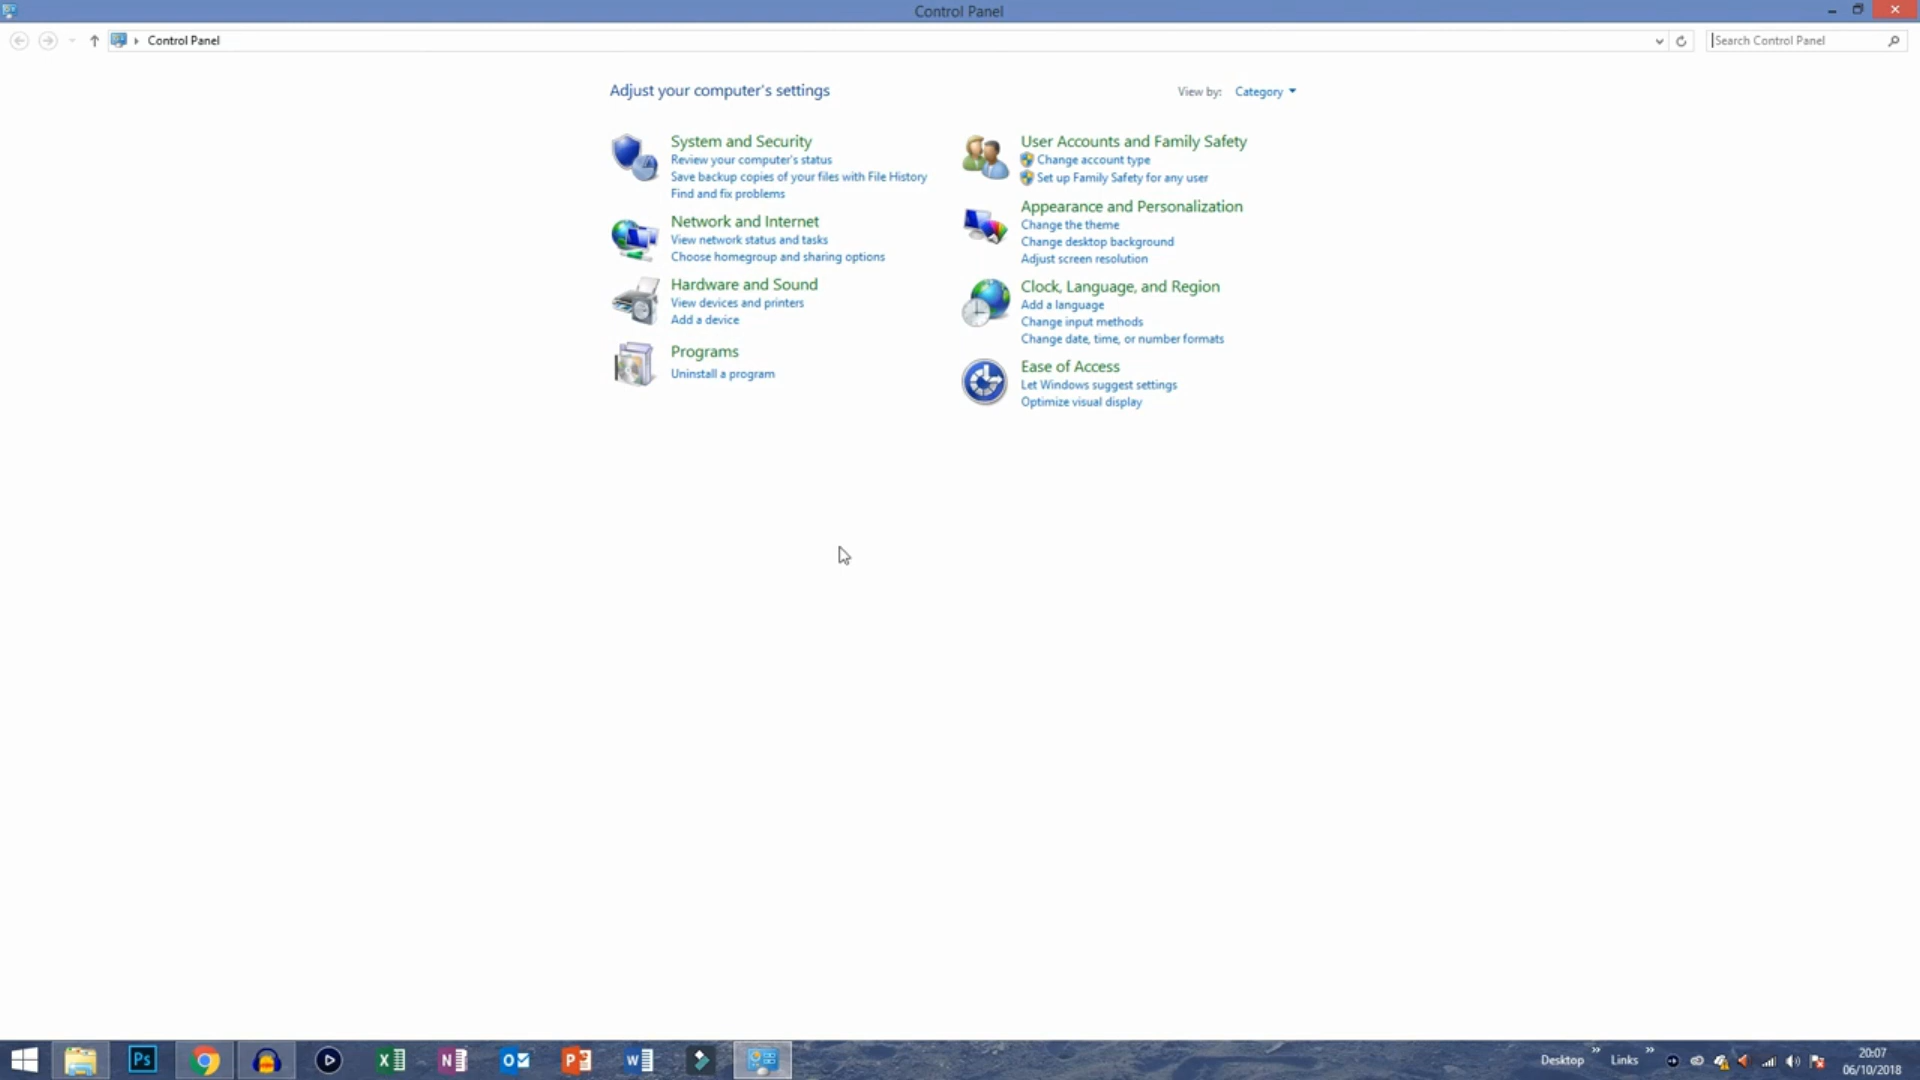 Control Panel
Control Panel
Search Control Panel
Adjust your computer's settings
View by: Category
System and Security
Review your computer's status
Save backup copies of your files with File History
Find and fix problems
Network and Internet
View network status and tasks
Choose homegroup and sharing options
Hardware and Sound
View devices and printers
Add a device
Programs
Uninstall a program
User Accounts and Family Safety
Change account type
Set up Family Safety for any user
Appearance and Personalization
Change the theme
Change desktop background
Adjust screen resolution
Clock, Language, and Region
Add a language
Change input methods
Change date, time, or number formats
Ease of Access
Let Windows suggest settings
Optimize visual display
Ps
X
N
O
P
W
Desktop
Links
20:07
06/10/2018